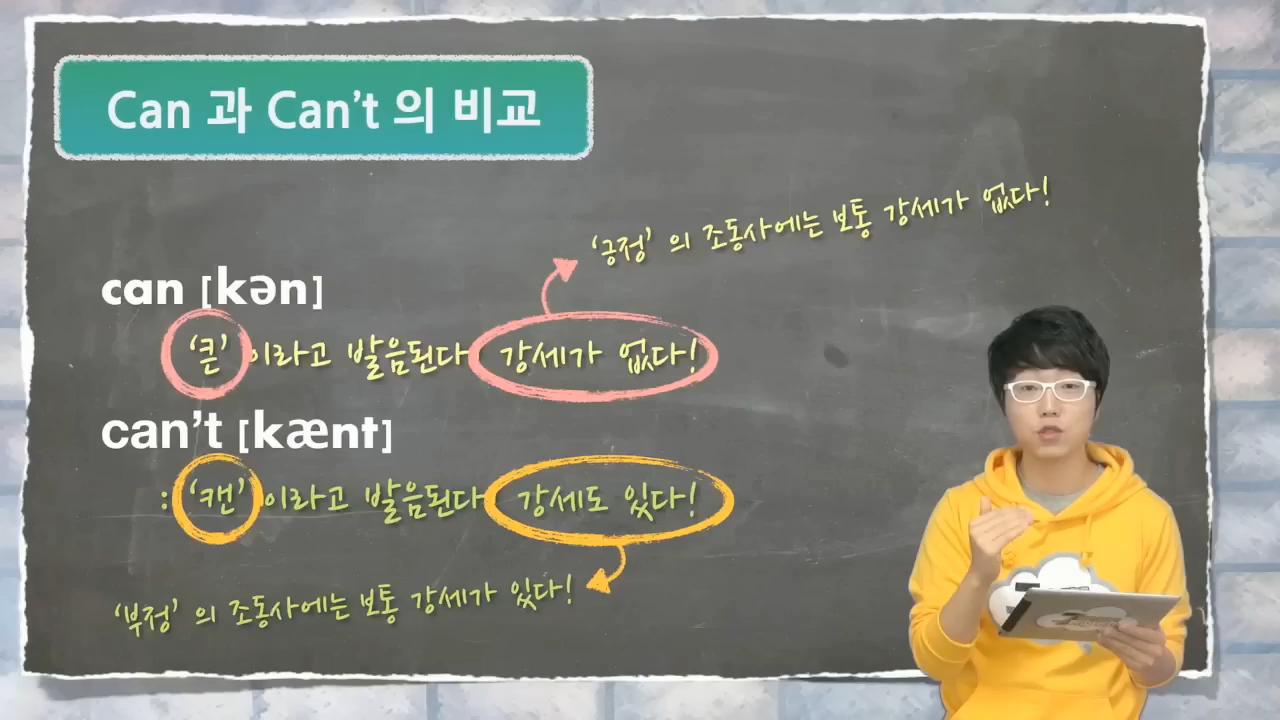 Can 과 Can't 의 비교
'긍정' 의 조동사에는 보통 강세가 없다!
can [kən]
'큰' 이라고 발음된다 강세가 없다!
can't [kænt]
: '캔' 이라고 발음된다 강세도 있다!
'부정' 의 조동사에는 보통 강세가 있다!